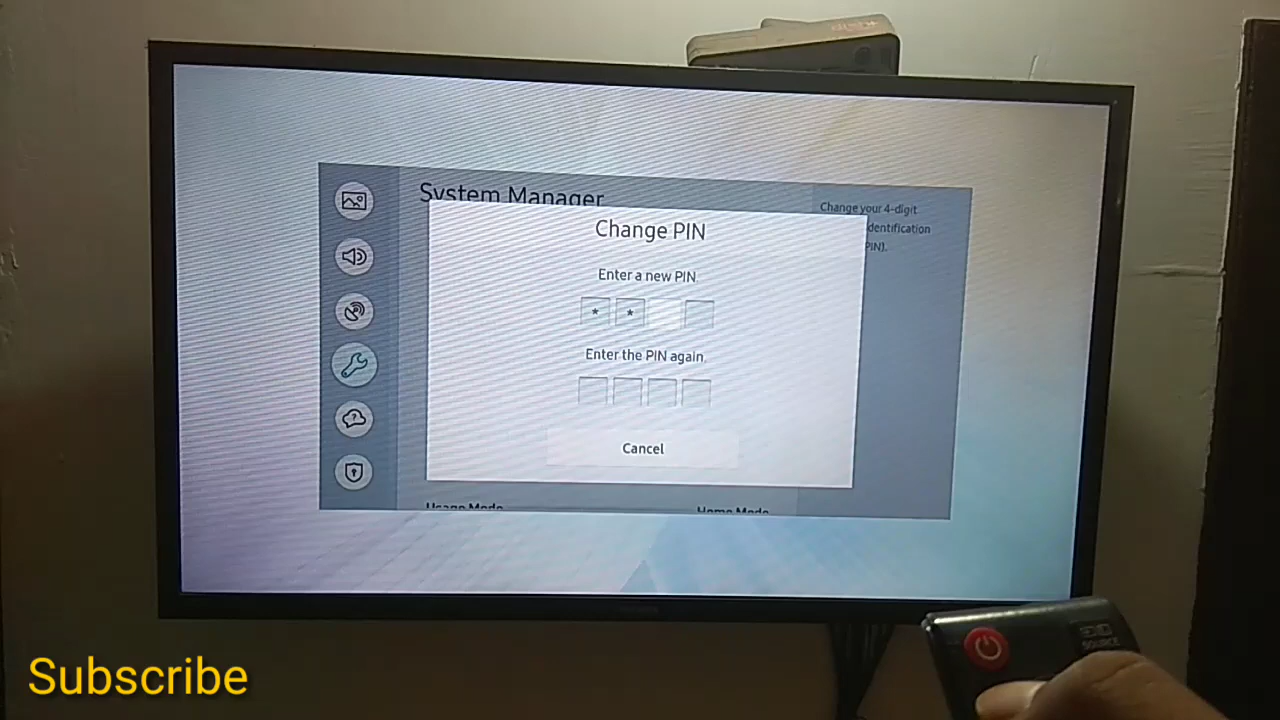 System Manager
Change your 4-digit
dentification
PIN).
Change PIN
Enter a new PIN.
* *
Enter the PIN again.
Cancel
Usage Mode
Home Mode
SOURCE
Subscribe